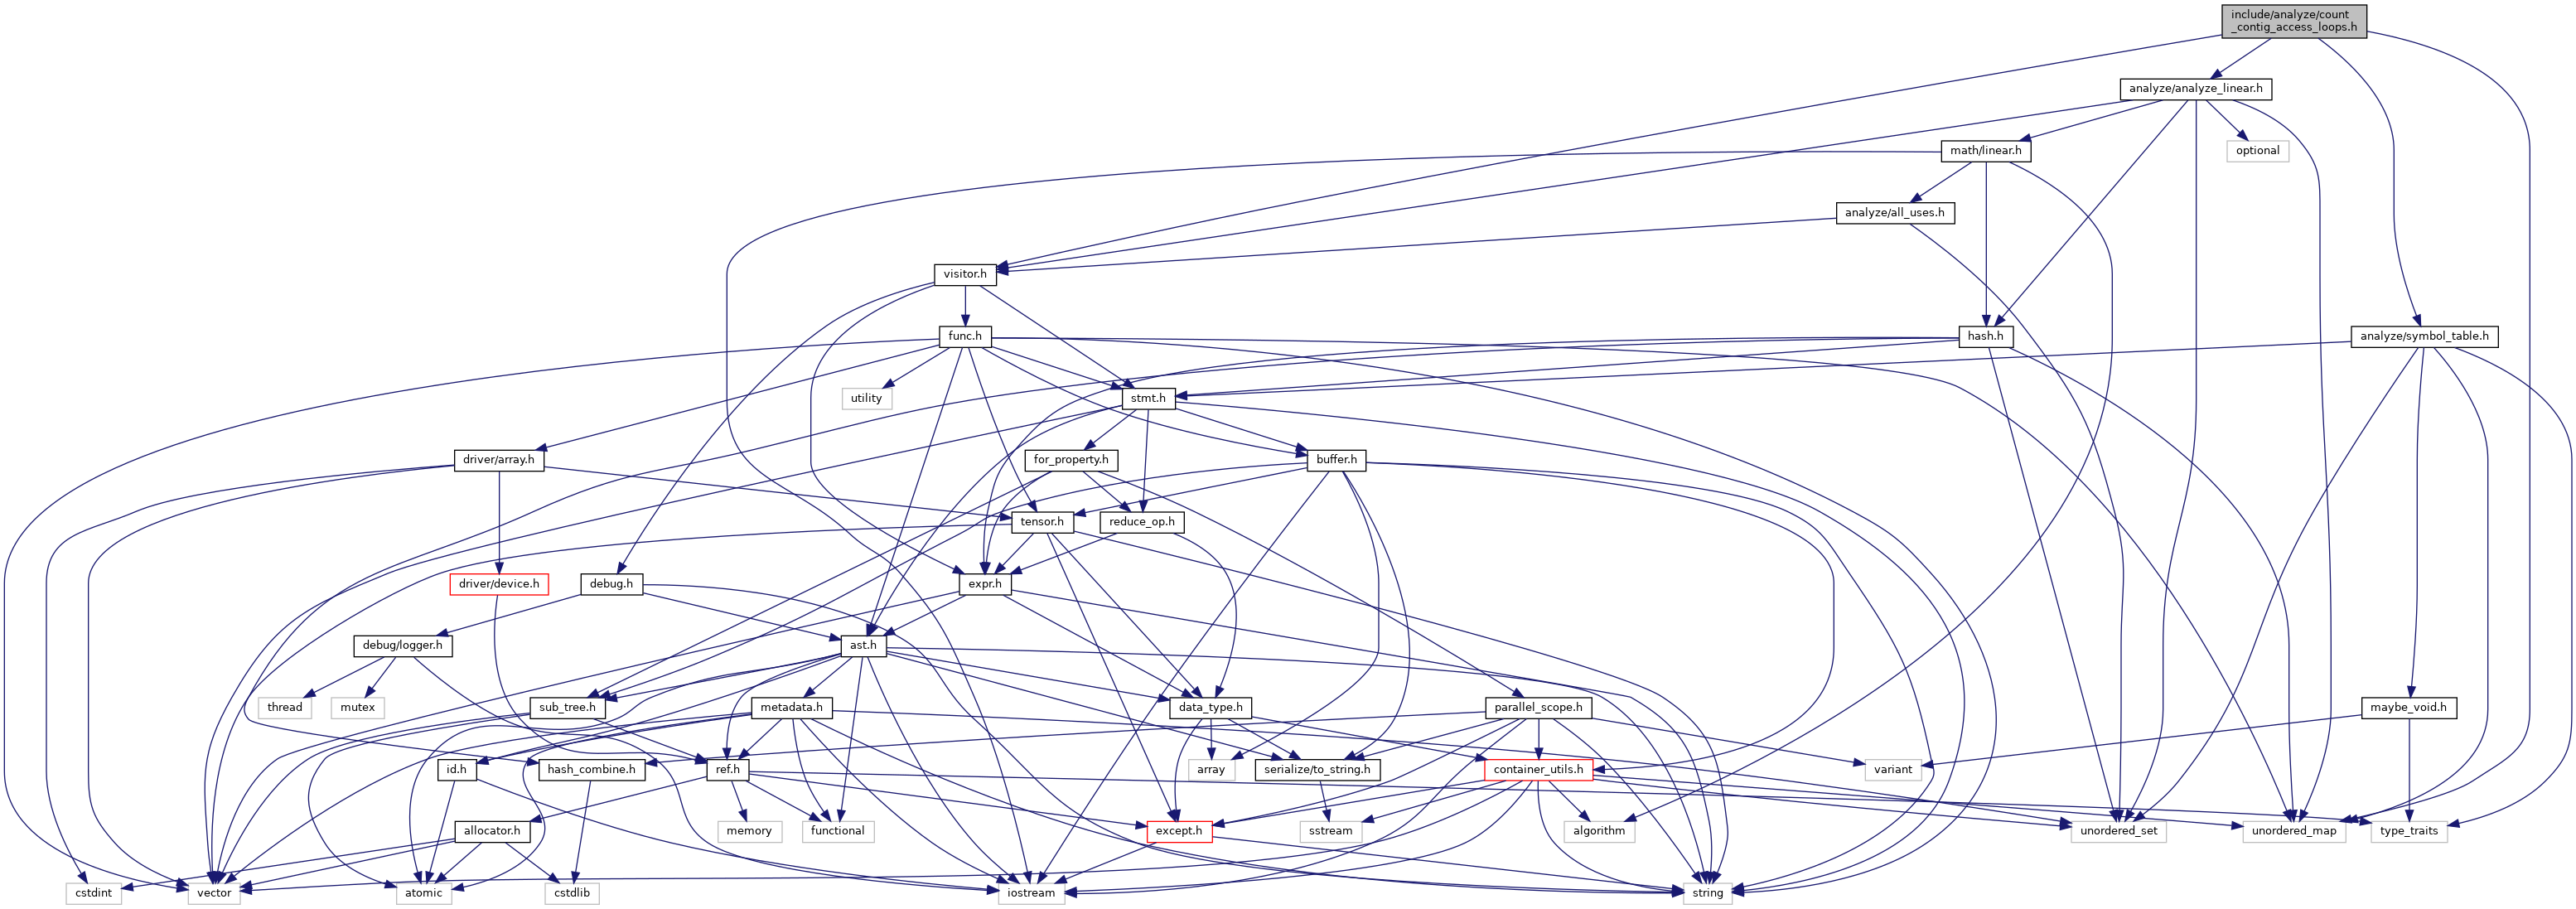 include/analyze/count
_contig_access_loops.h
analyze/analyze_linear.h
math/linear.h
optional
analyze/all_uses.h
visitor.h
func.h
hash.h
analyze/symbol_table.h
utility
stmt.h
driver/array.h
for_property.h
buffer.h
tensor.h
reduce_op.h
driver/device.h
debug.h
expr.h
debug/logger.h
ast.h
thread
mutex
sub_tree.h
metadata.h
data_type.h
parallel_scope.h
maybe_void.h
id.h
hash_combine.h
ref.h
array
serialize/to_string.h
container_utils.h
variant
allocator.h
memory
functional
except.h
sstream
algorithm
unordered_set
unordered_map
type_traits
cstdint
vector
atomic
cstdlib
iostream
string